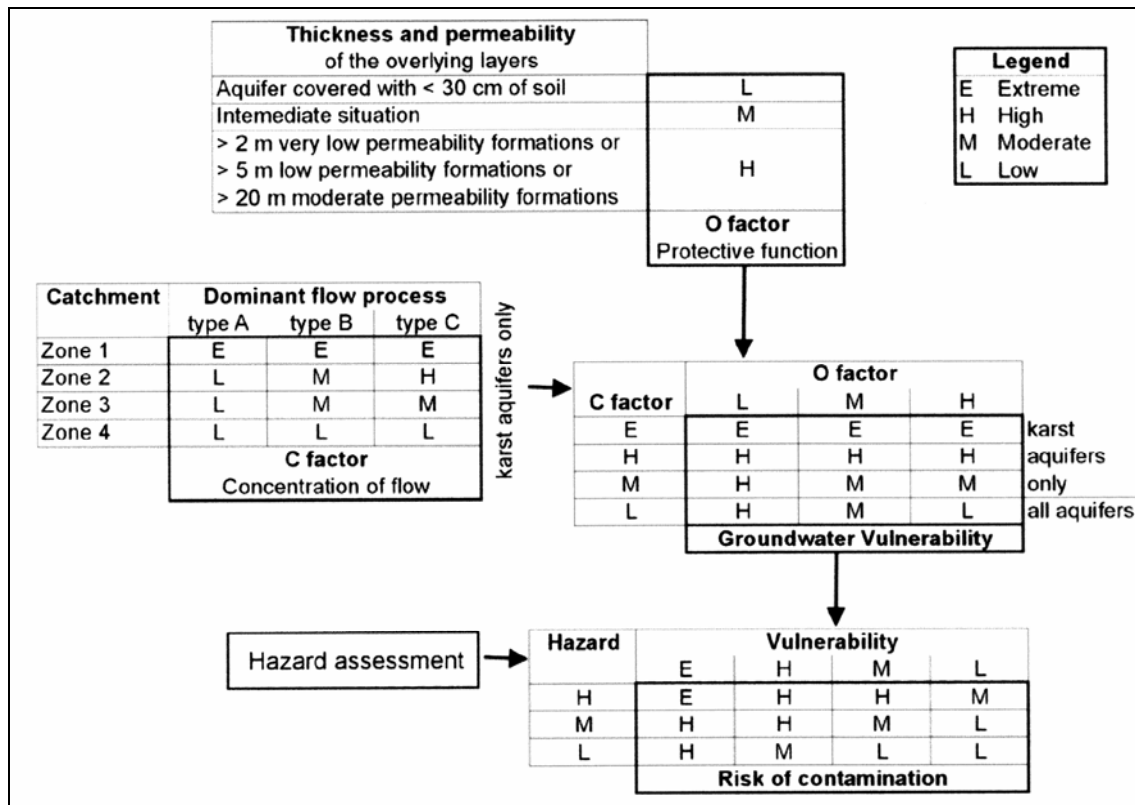 Thickness and permeability
of the overlying layers
Aquifer covered with < 30 cm of soil L
Intemediate situation M
> 2 m very low permeability formations or
> 5 m low permeability formations or H
> 20 m moderate permeability formations
O factor
Protective function
Legend
E Extreme
H High
M Moderate
L Low
Catchment Dominant flow process
type A type B type C
Zone 1 E E E
Zone 2 L M H
Zone 3 L M M
Zone 4 L L L
C factor
Concentration of flow
karst aquifers only
O factor
C factor L M H
E E E E karst
H H H H aquifers
M H M M only
L H M L all aquifers
Groundwater Vulnerability
Hazard assessment
Hazard Vulnerability
E H M L
H E H H M
M H H M L
L H M L L
Risk of contamination